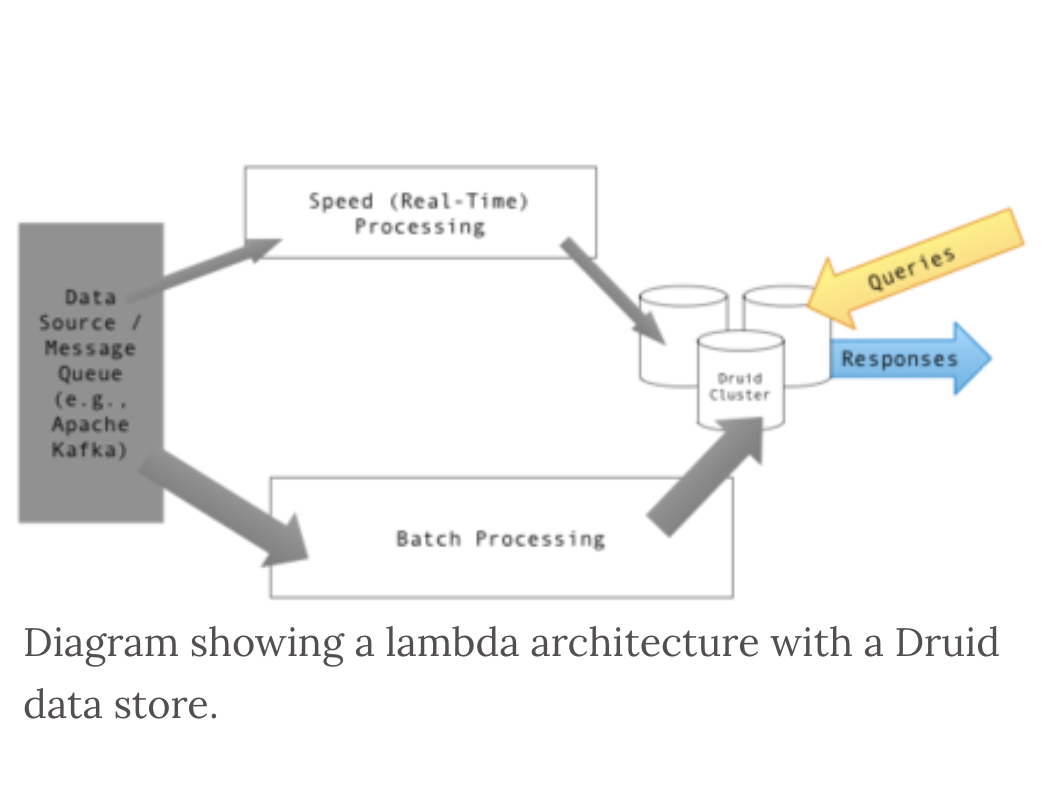 Speed (Real-Time)
Processing
Data
Source /
Message
Queue
(e.g.,
Apache
Kafka)
Queries
Responses
Druid
Cluster
Batch Processing
Diagram showing a lambda architecture with a Druid
data store.